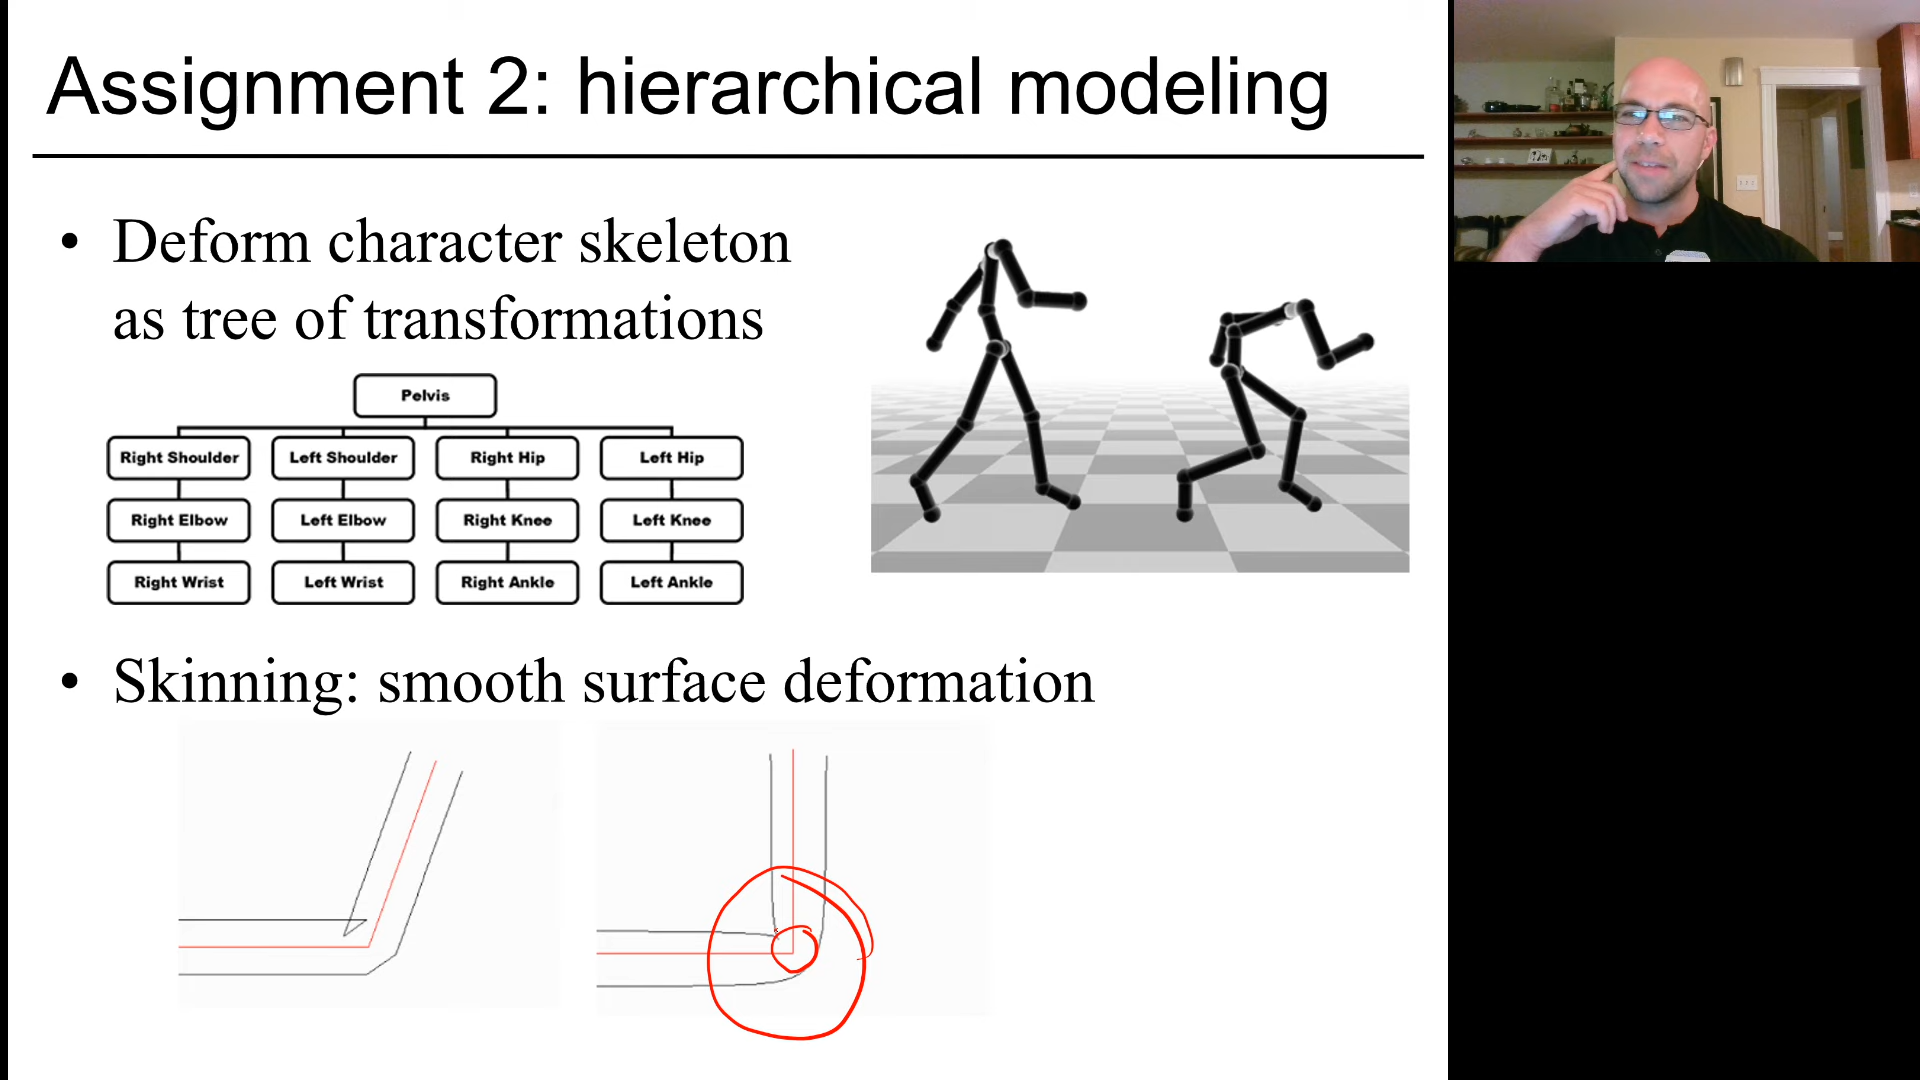 Assignment 2: hierarchical modeling
• Deform character skeleton
as tree of transformations
Pelvis
Right Shoulder Left Shoulder Right Hip Left Hip
Right Elbow Left Elbow Right Knee Left Knee
Right Wrist Left Wrist Right Ankle Left Ankle
• Skinning: smooth surface deformation